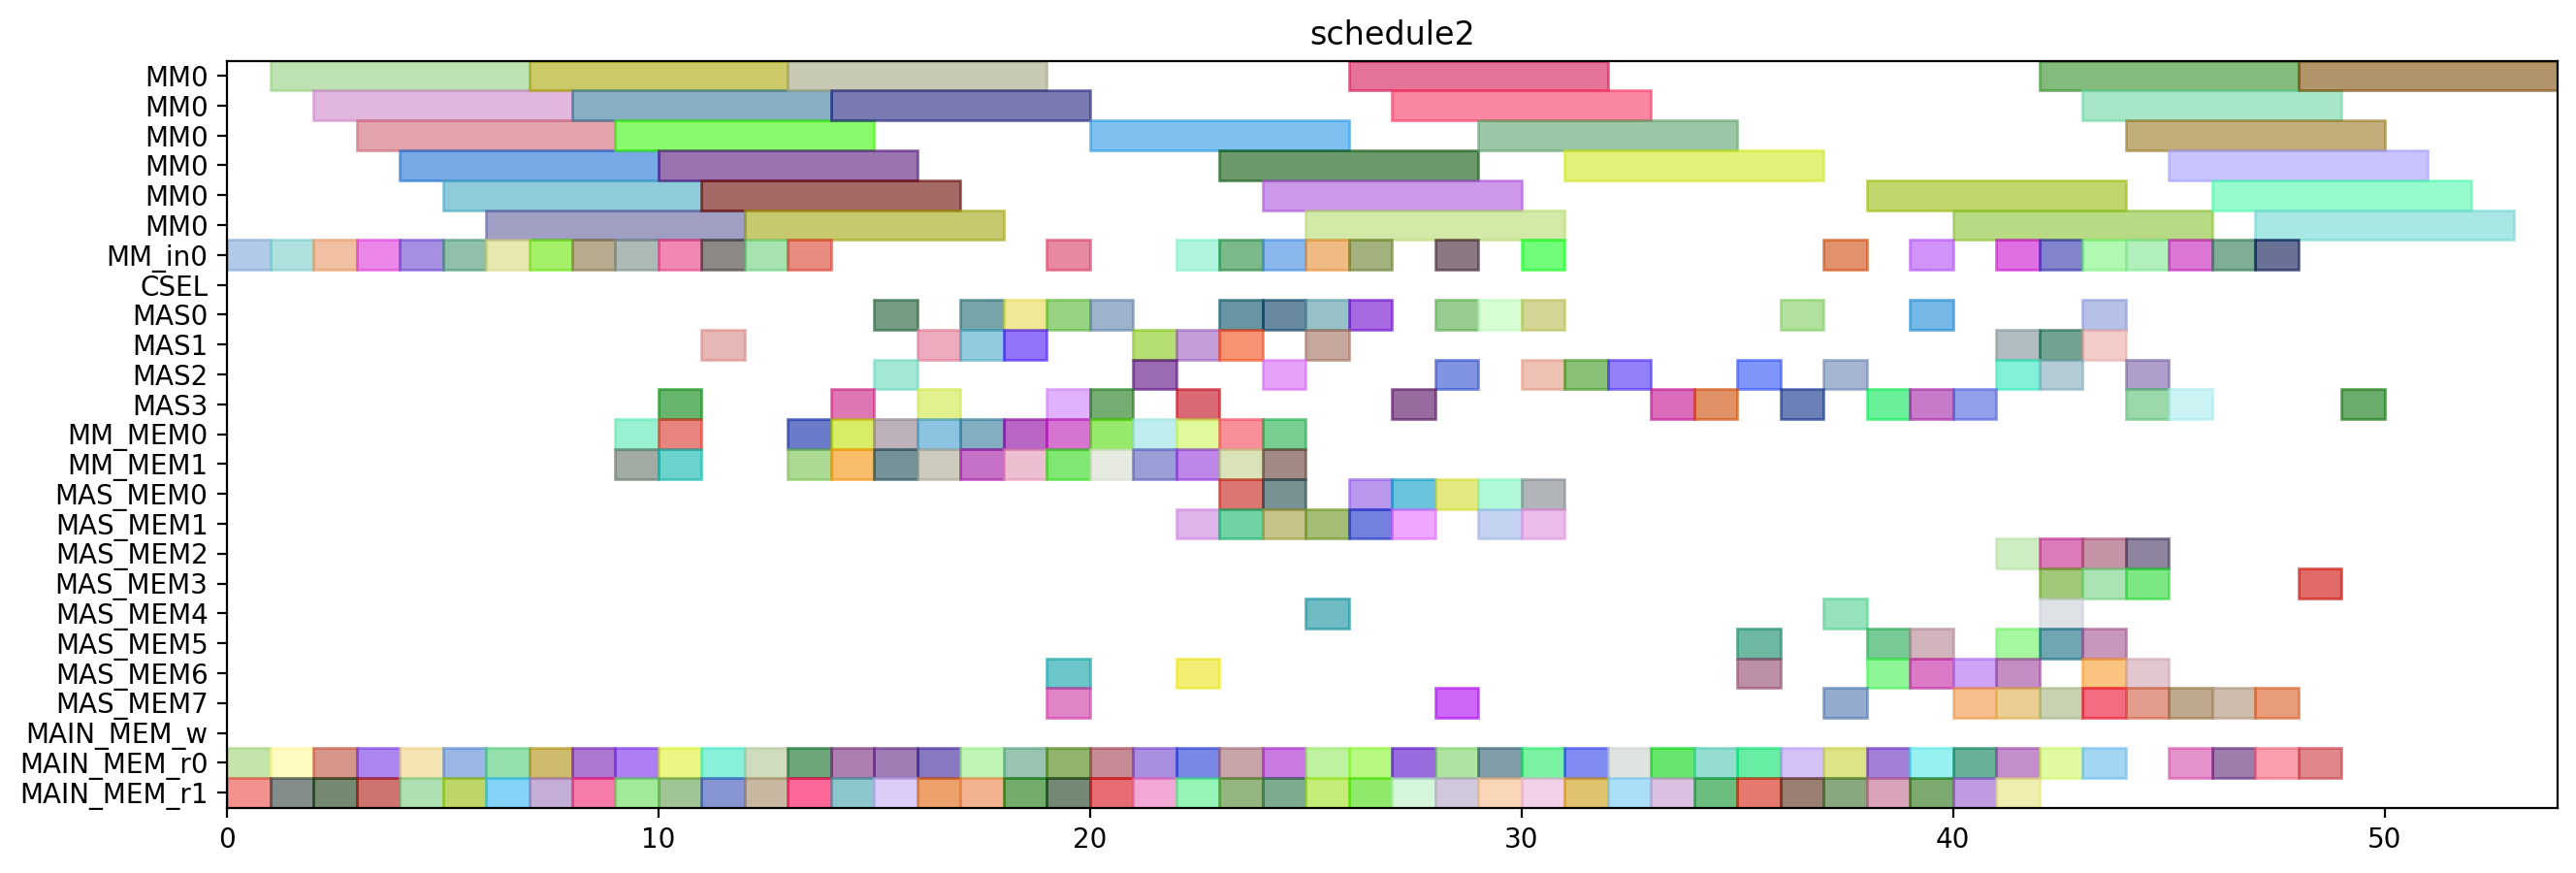 schedule2
MM0
MM0
MM0
MM0
MM0
MM0
MM_in0
CSEL
MAS0
MAS1
MAS2
MAS3
MM_MEM0
MM_MEM1
MAS_MEM0
MAS_MEM1
MAS_MEM2
MAS_MEM3
MAS_MEM4
MAS_MEM5
MAS_MEM6
MAS_MEM7
MAIN_MEM_w
MAIN_MEM_r0
MAIN_MEM_r1
0 10 20 30 40 50